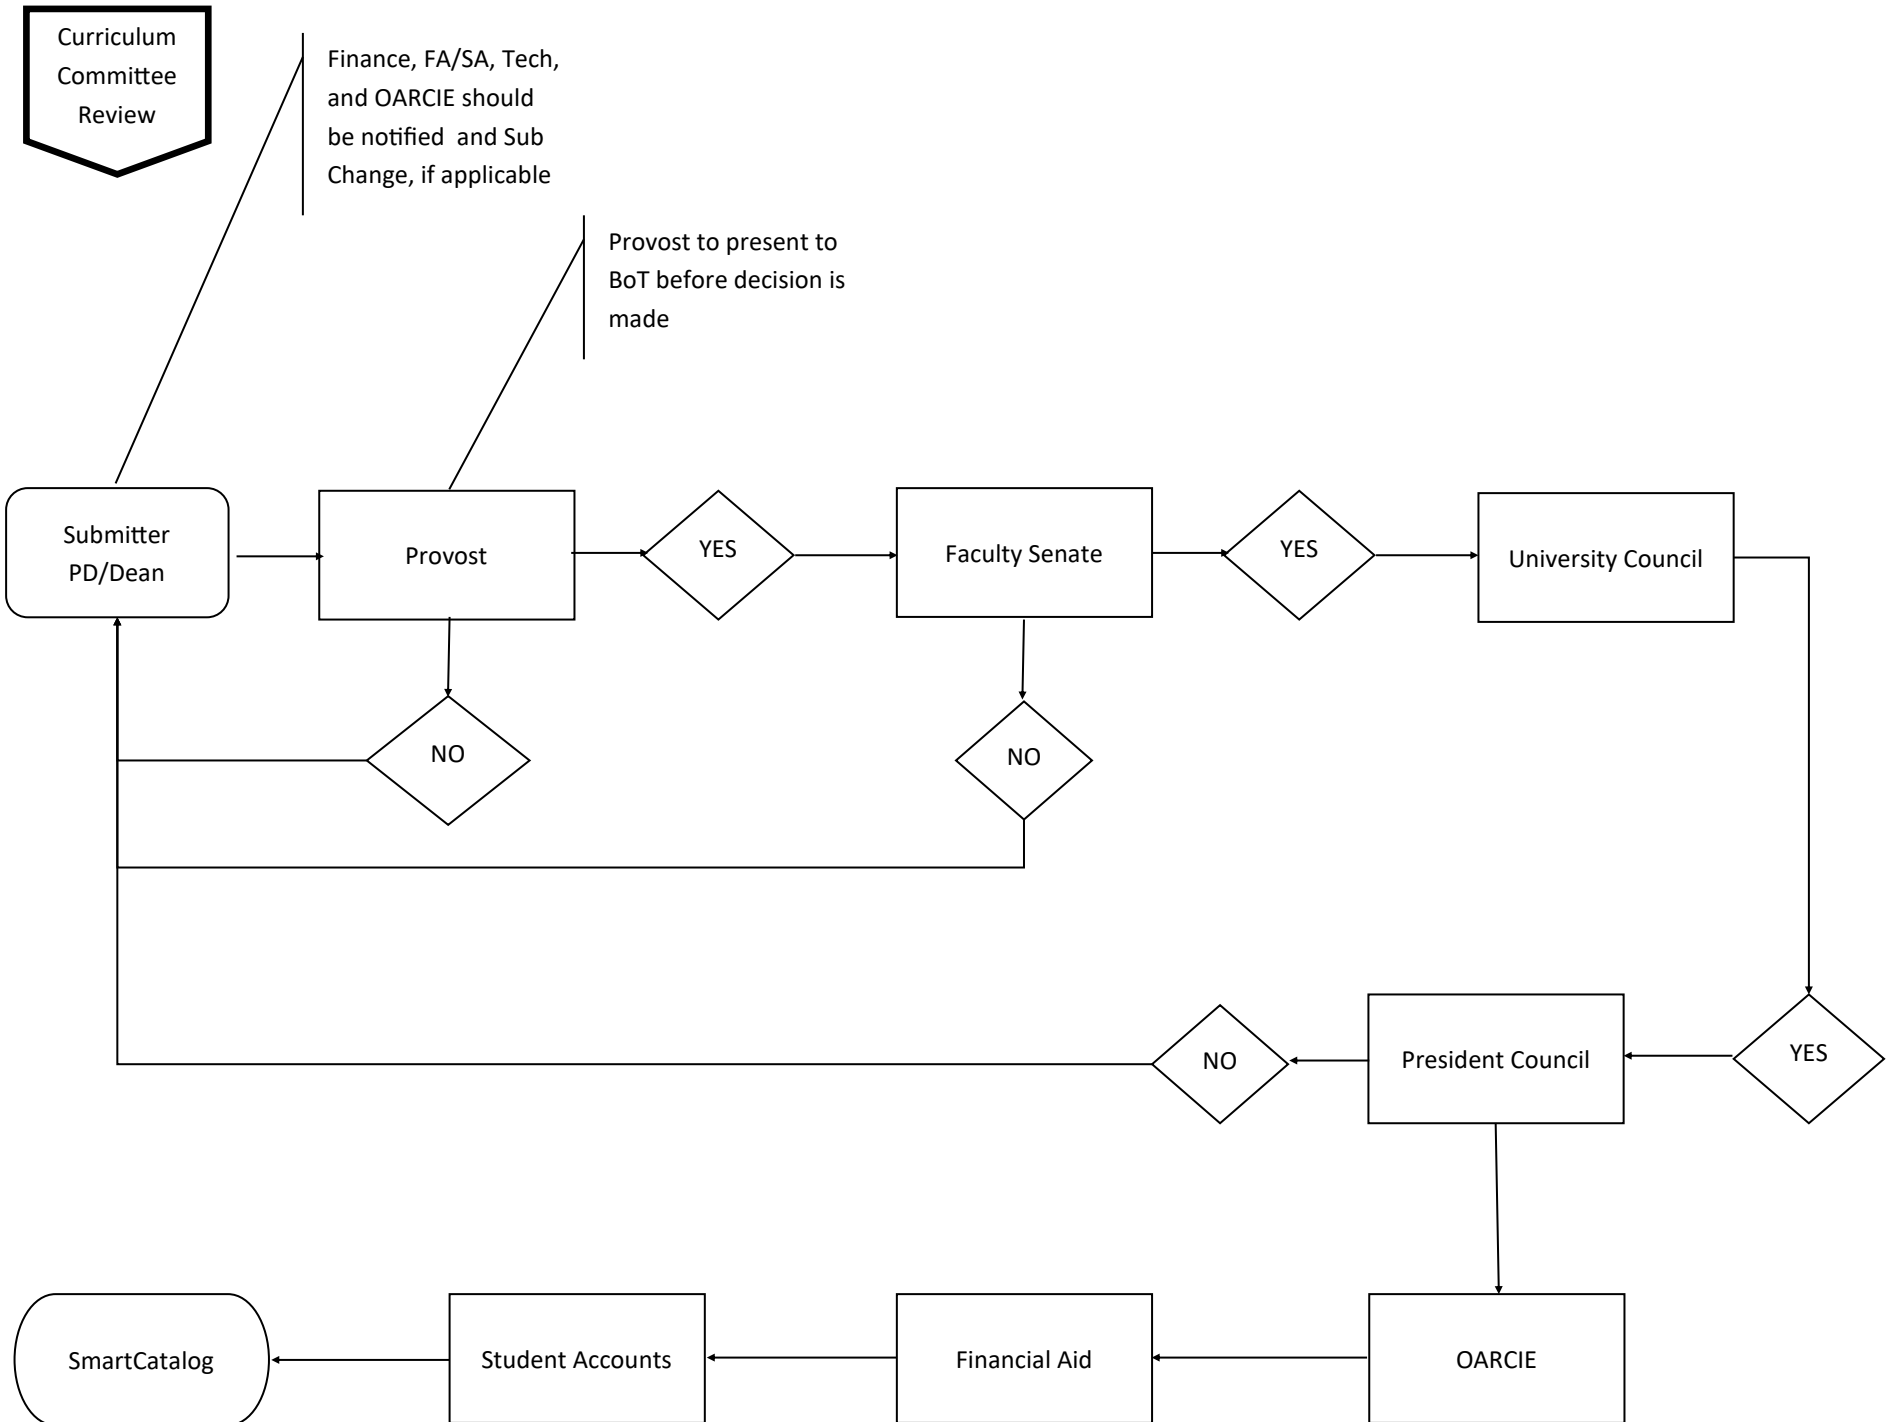 Curriculum
Committee
Review
Finance, FA/SA, Tech,
and OARCIE should
be notified and Sub
Change, if applicable
Provost to present to
BoT before decision is
made
Submitter
PD/Dean
Provost
YES
Faculty Senate
YES
University Council
NO
NO
NO
President Council
YES
SmartCatalog
Student Accounts
Financial Aid
OARCIE